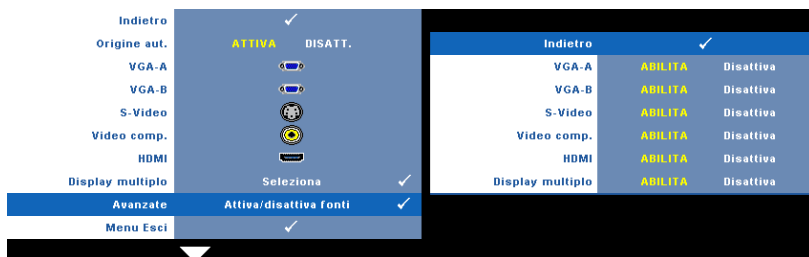 Indietro
Origine aut. ATTIVA DISATT.
VGA-A
VGA-B
S-Video
Video comp.
HDMI
Display multiplo Seleziona
Avanzate Attiva/disattiva fonti
Menu Esci
Indietro
VGA-A ABILITA Disattiva
VGA-B ABILITA Disattiva
S-Video ABILITA Disattiva
Video comp. ABILITA Disattiva
HDMI ABILITA Disattiva
Display multiplo ABILITA Disattiva